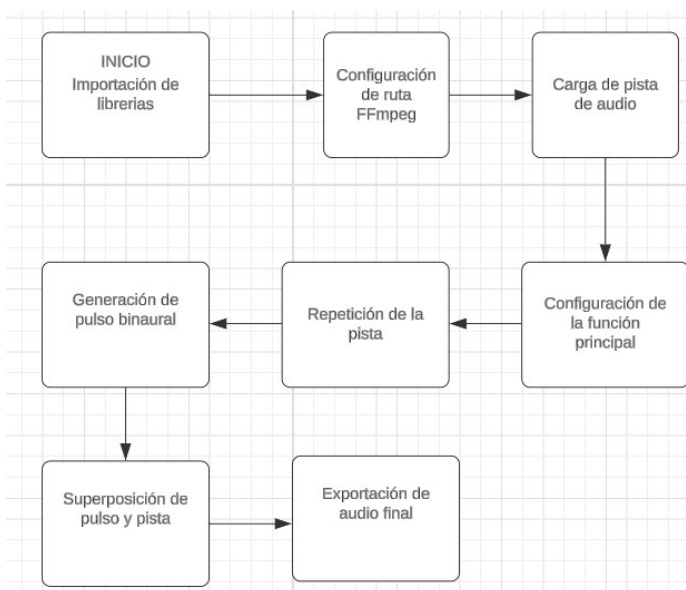 INICIO
Importación de
librerias
Configuración
de ruta
FFmpeg
Carga de pista
de audio
Configuración de
la función
principal
Repetición de la
pista
Generación de
pulso binaural
Superposición de
pulso y pista
Exportación de
audio final